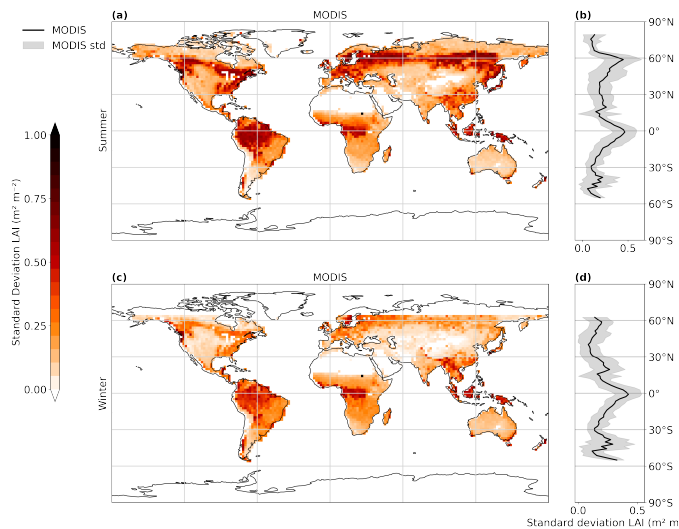 (a) MODIS (b)
MODIS
MODIS std
90°N
60°N
30°N
0°
30°S
60°S
90°S
0.0 0.5
Summer
Standard Deviation LAI (m² m⁻²)
1.00
0.75
0.50
0.25
0.00
(c) MODIS (d)
90°N
60°N
30°N
0°
30°S
60°S
90°S
0.0 0.5
Winter
Standard deviation LAI (m² m